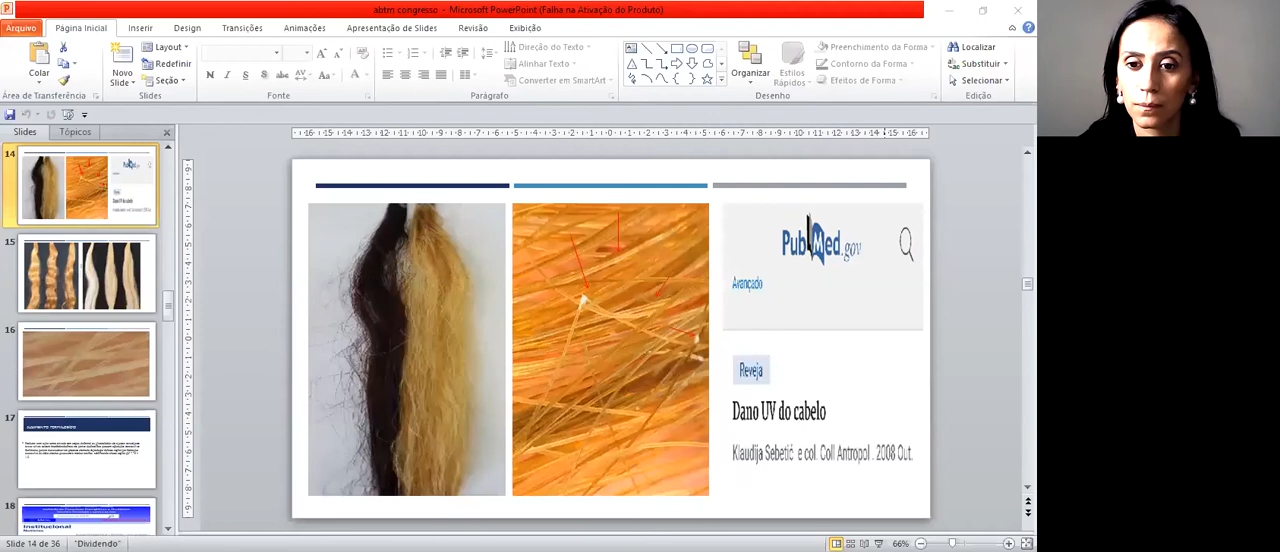 abtm congresso - Microsoft PowerPoint (Falha na Ativação do Produto)
Arquivo
Página Inicial
Inserir
Design
Transições
Animações
Apresentação de Slides
Revisão
Exibição
Colar
Área de Transferência
Novo Slide
Layout
Redefinir
Seção
Slides
N I S S abc AV Aa A
Fonte
Parágrafo
Direção do Texto
Alinhar Texto
Converter em SmartArt
Organizar
Estilos Rápidos
Preenchimento da Forma
Contorno da Forma
Efeitos de Forma
Desenho
Localizar
Substituir
Selecionar
Edição
Slides
Tópicos
14
15
16
17
18
Institucional
PubMed.gov
Avançado
Reveja
Dano UV do cabelo
Klaudija Sebetić e col. Coll Antropol . 2008 Out.
Slide 14 de 36
"Dividendo"
66%